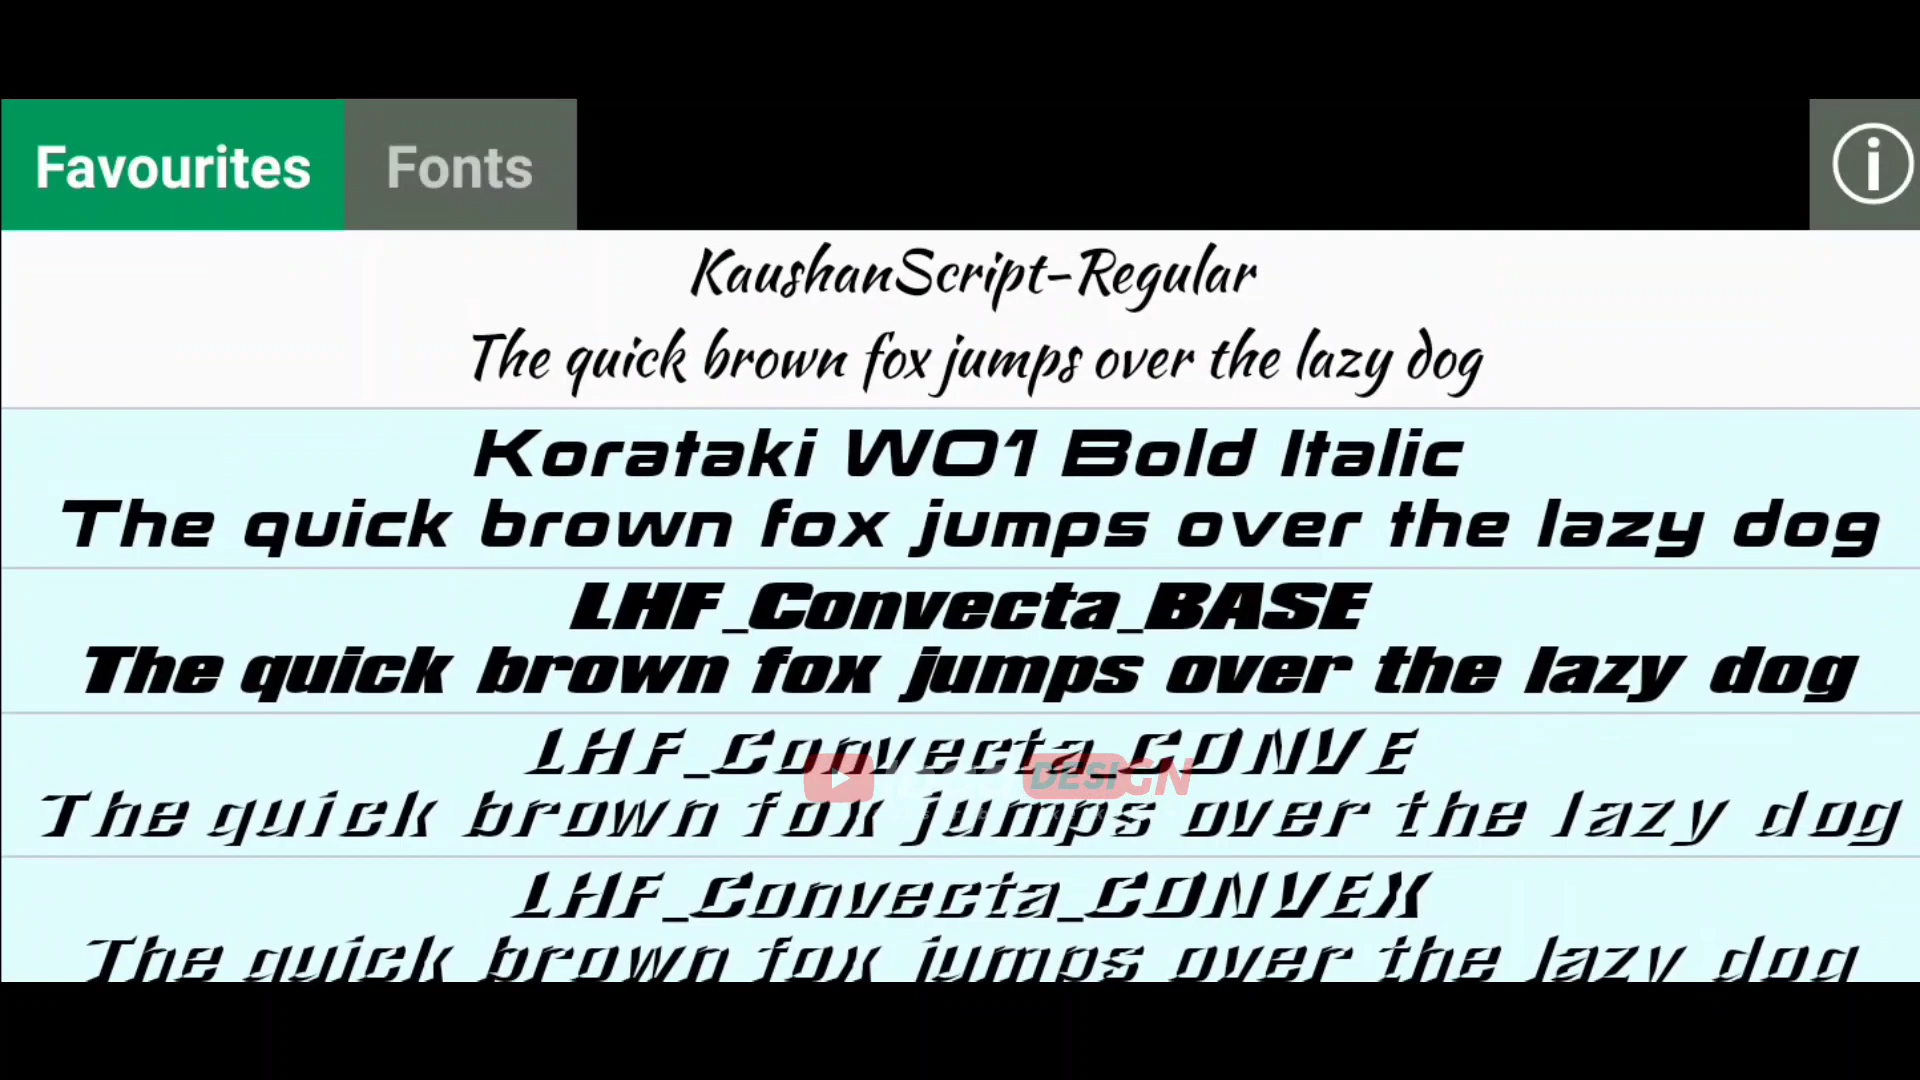 Favourites Fonts
KaushanScript-Regular
The quick brown fox jumps over the lazy dog
Korataki W01 Bold Italic
The quick brown fox jumps over the lazy dog
LHF_Convecta_BASE
The quick brown fox jumps over the lazy dog
LHF_Convecta_CONVE
DESIGN
The quick brown fox jumps over the lazy dog
LHF_Convecta_CONVEX
The quick brown fox jumps over the lazy dog